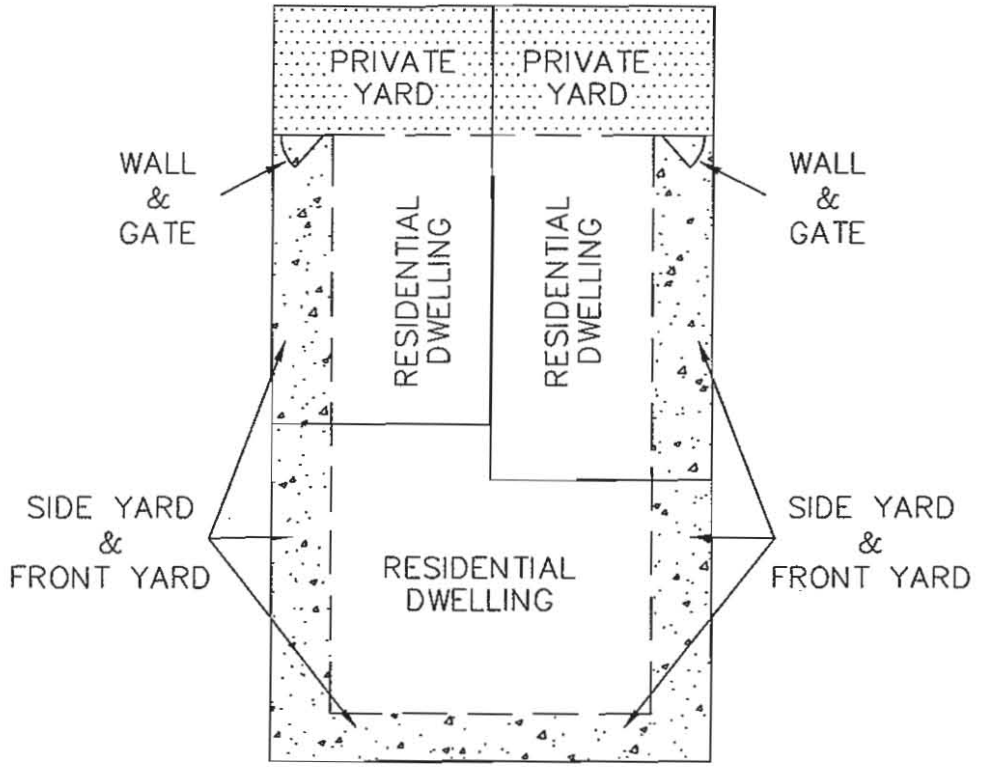 PRIVATE
YARD
PRIVATE
YARD
WALL
&
GATE
WALL
&
GATE
RESIDENTIAL
DWELLING
RESIDENTIAL
DWELLING
SIDE YARD
&
FRONT YARD
SIDE YARD
&
FRONT YARD
RESIDENTIAL
DWELLING